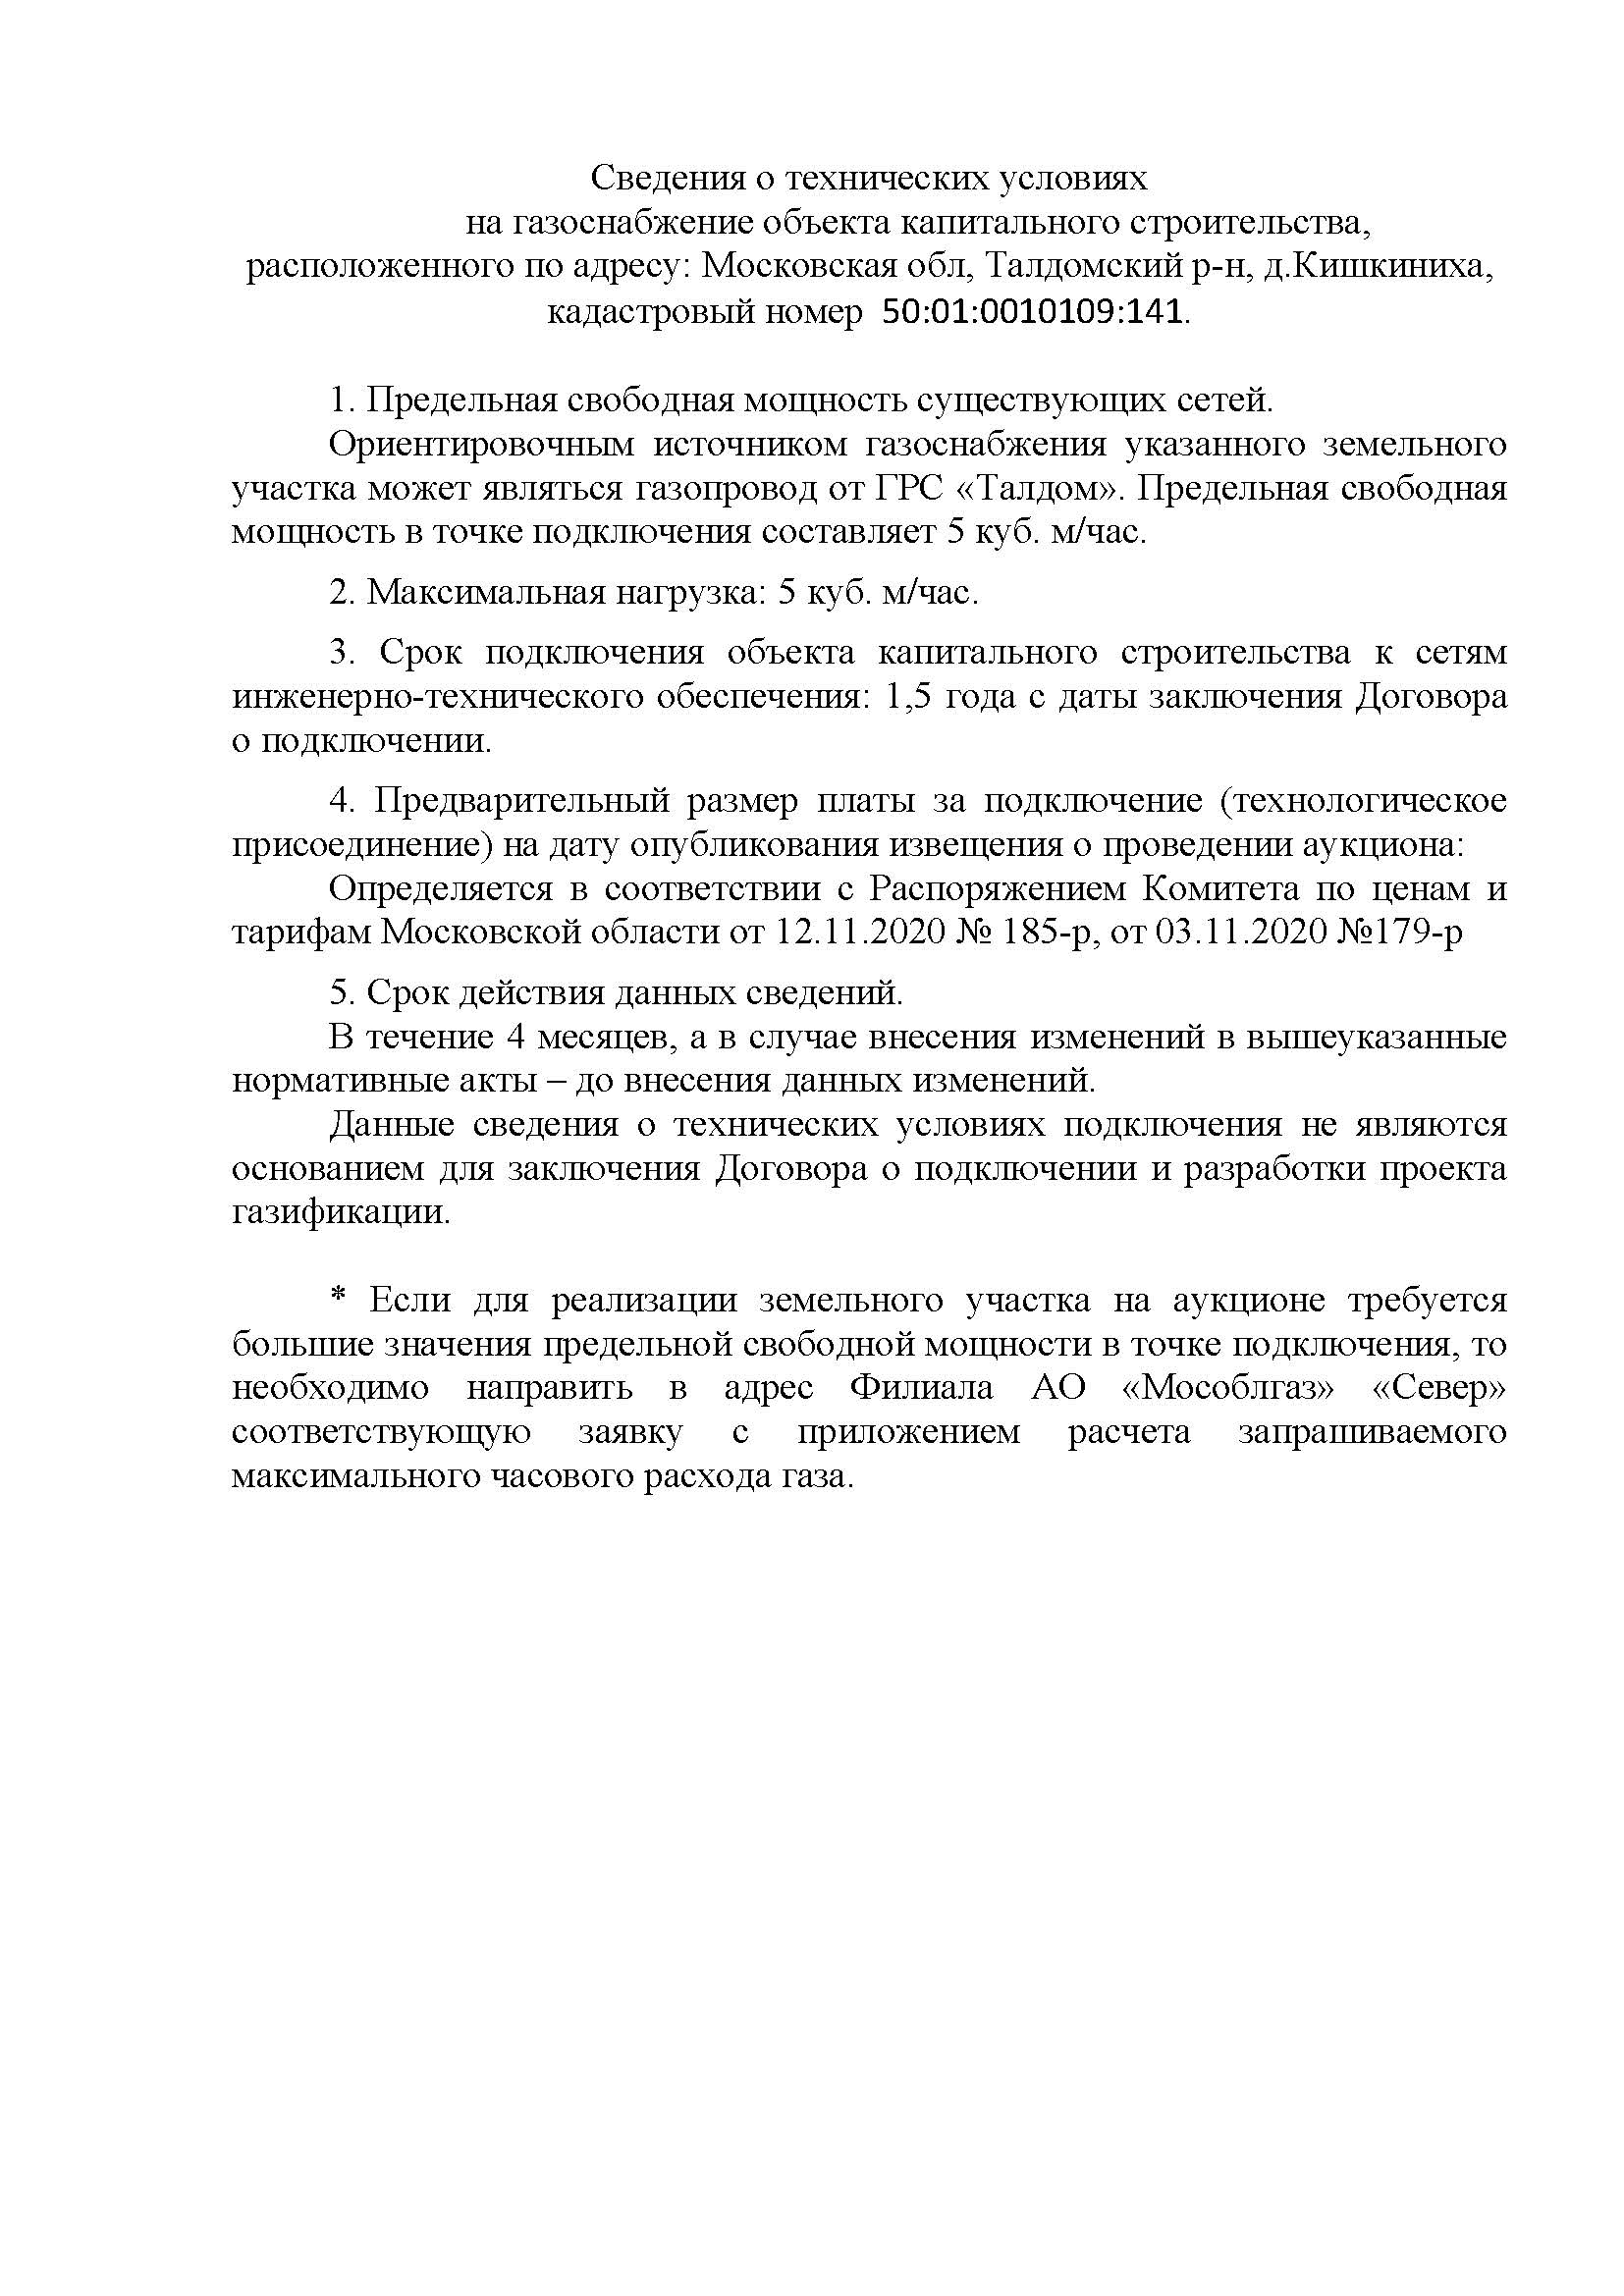 Сведения о технических условиях
на газоснабжение объекта капитального строительства,
расположенного по адресу: Московская обл, Талдомский р-н, д.Кишкиниха,
кадастровый номер 50:01:0010109:141.
1. Предельная свободная мощность существующих сетей.
Ориентировочным источником газоснабжения указанного земельного
участка может являться газопровод от ГРС «Талдом». Предельная свободная
мощность в точке подключения составляет 5 куб. м/час.
2. Максимальная нагрузка: 5 куб. м/час.
3. Срок подключения объекта капитального строительства к сетям
инженерно-технического обеспечения: 1,5 года с даты заключения Договора
о подключении.
4. Предварительный размер платы за подключение (технологическое
присоединение) на дату опубликования извещения о проведении аукциона:
Определяется в соответствии с Распоряжением Комитета по ценам и
тарифам Московской области от 12.11.2020 № 185-р, от 03.11.2020 №179-р
5. Срок действия данных сведений.
В течение 4 месяцев, а в случае внесения изменений в вышеуказанные
нормативные акты – до внесения данных изменений.
Данные сведения о технических условиях подключения не являются
основанием для заключения Договора о подключении и разработки проекта
газификации.
* Если для реализации земельного участка на аукционе требуется
большие значения предельной свободной мощности в точке подключения, то
необходимо направить в адрес Филиала АО «Мособлгаз» «Север»
соответствующую заявку с приложением расчета запрашиваемого
максимального часового расхода газа.